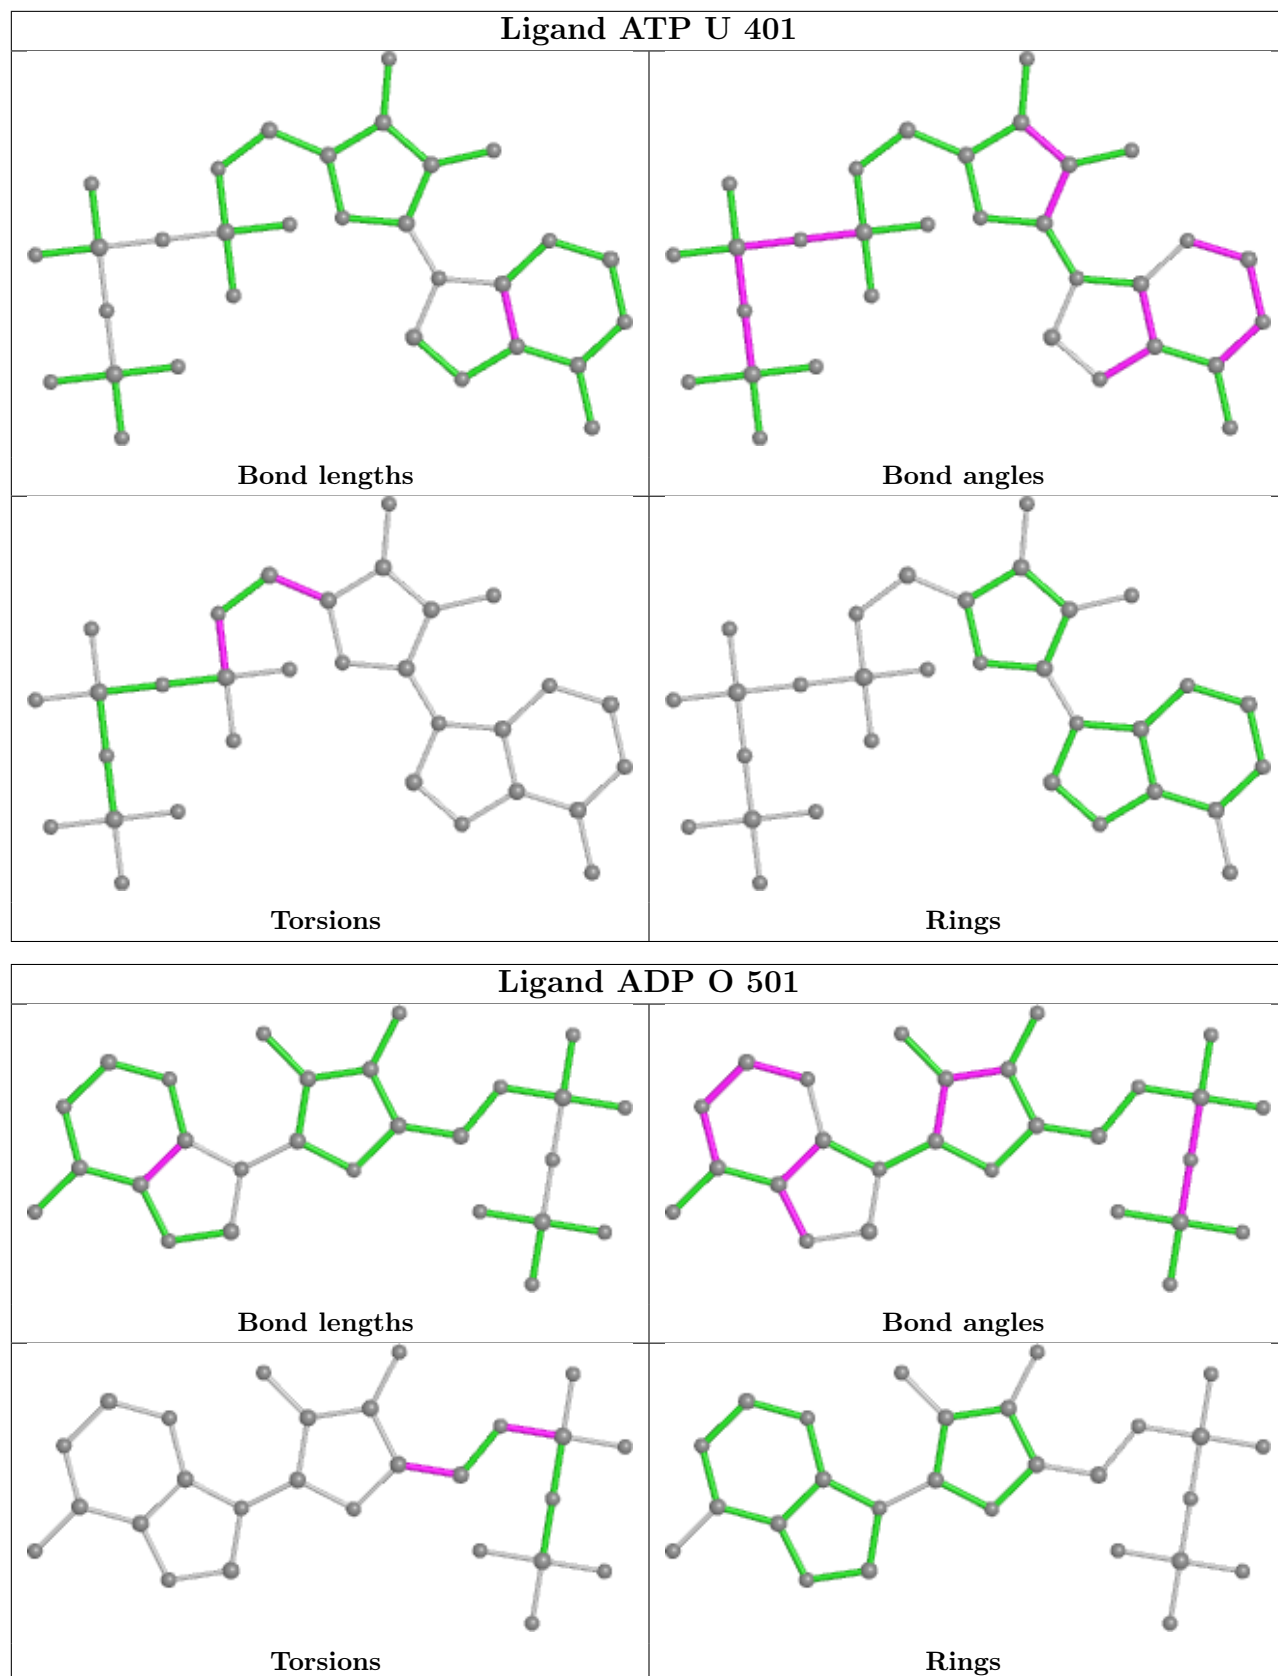 Ligand ATP U 401
Bond lengths
Bond angles
Torsions
Rings
Ligand ADP O 501
Bond lengths
Bond angles
Torsions
Rings